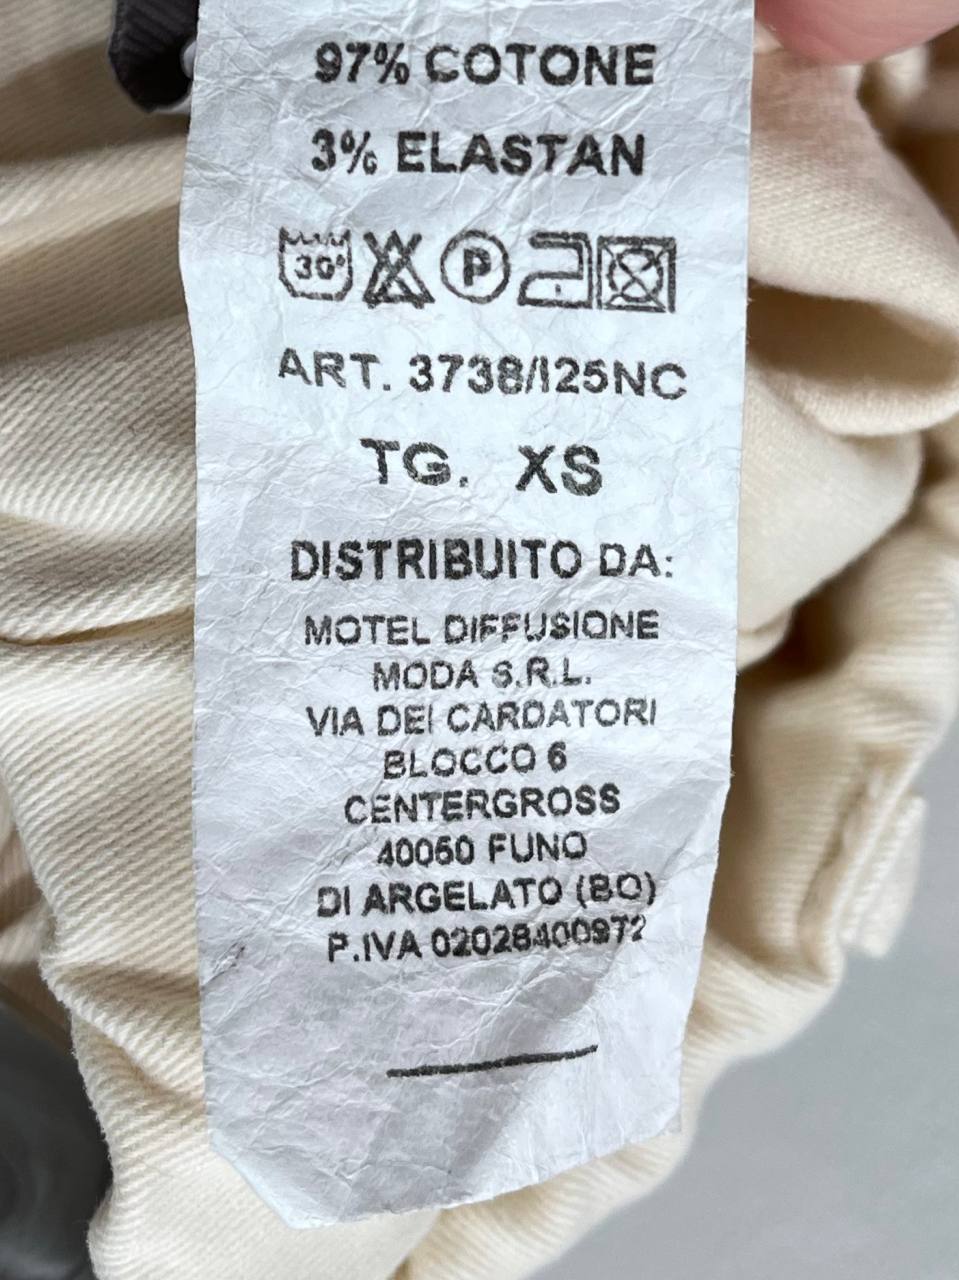 97% COTONE
3% ELASTAN
30° P
ART. 3738/I25NC
TG. XS
DISTRIBUITO DA:
MOTEL DIFFUSIONE
MODA S.R.L.
VIA DEI CARDATORI
BLOCCO 6
CENTERGROSS
40050 FUNO
DI ARGELATO (BO)
P.IVA 02028400972